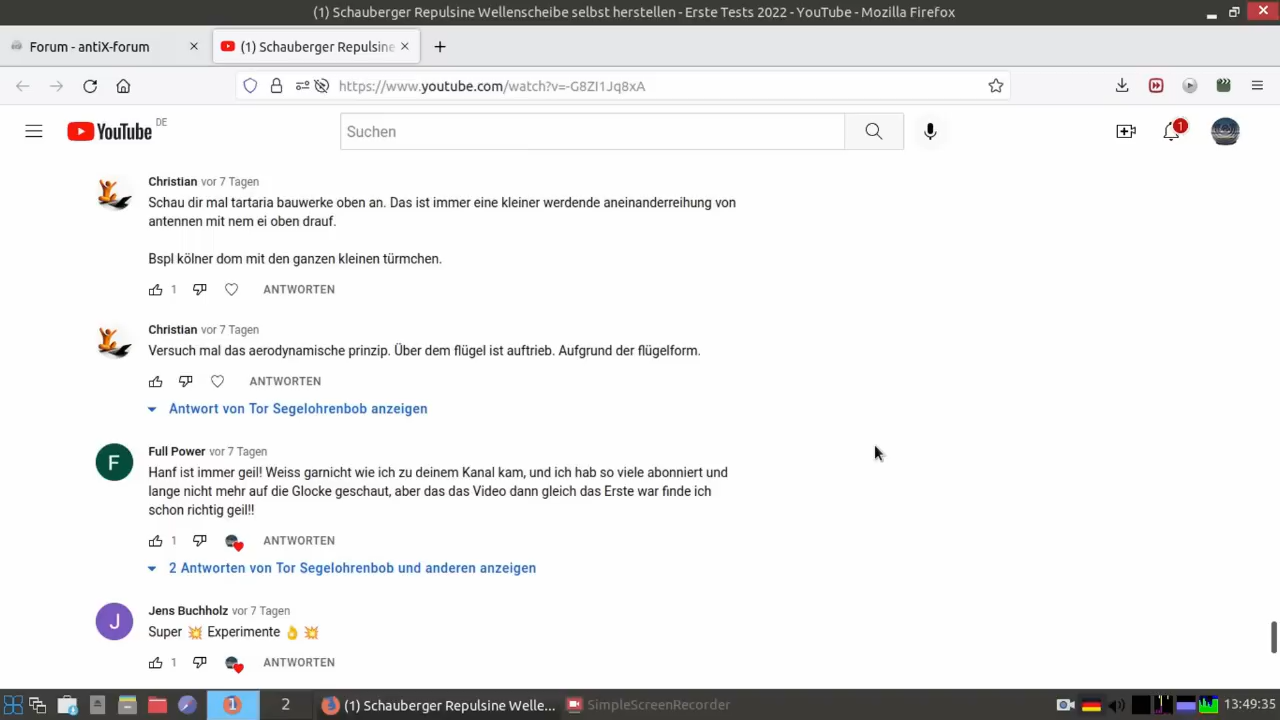 (1) Schauberger Repulsine Wellenscheibe selbst herstellen - Erste Tests 2022 - YouTube - Mozilla Firefox
Forum - antiX-forum
(1) Schauberger Repulsine
https://www.youtube.com/watch?v=-G8ZI1Jq8xA
YouTube DE
Suchen
1
Christian vor 7 Tagen
Schau dir mal tartaria bauwerke oben an. Das ist immer eine kleiner werdende aneinanderreihung von
antennen mit nem ei oben drauf.
Bspl kölner dom mit den ganzen kleinen türmchen.
1 ANTWORTEN
Christian vor 7 Tagen
Versuch mal das aerodynamische prinzip. Über dem flügel ist auftrieb. Aufgrund der flügelform.
ANTWORTEN
Antwort von Tor Segelohrenbob anzeigen
F
Full Power vor 7 Tagen
Hanf ist immer geil! Weiss garnicht wie ich zu deinem Kanal kam, und ich hab so viele abonniert und
lange nicht mehr auf die Glocke geschaut, aber das das Video dann gleich das Erste war finde ich
schon richtig geil!!
1 ANTWORTEN
2 Antworten von Tor Segelohrenbob und anderen anzeigen
J
Jens Buchholz vor 7 Tagen
Super 💥 Experimente 👌 💥
1 ANTWORTEN
1
2
(1) Schauberger Repulsine Welle...
SimpleScreenRecorder
13:49:35